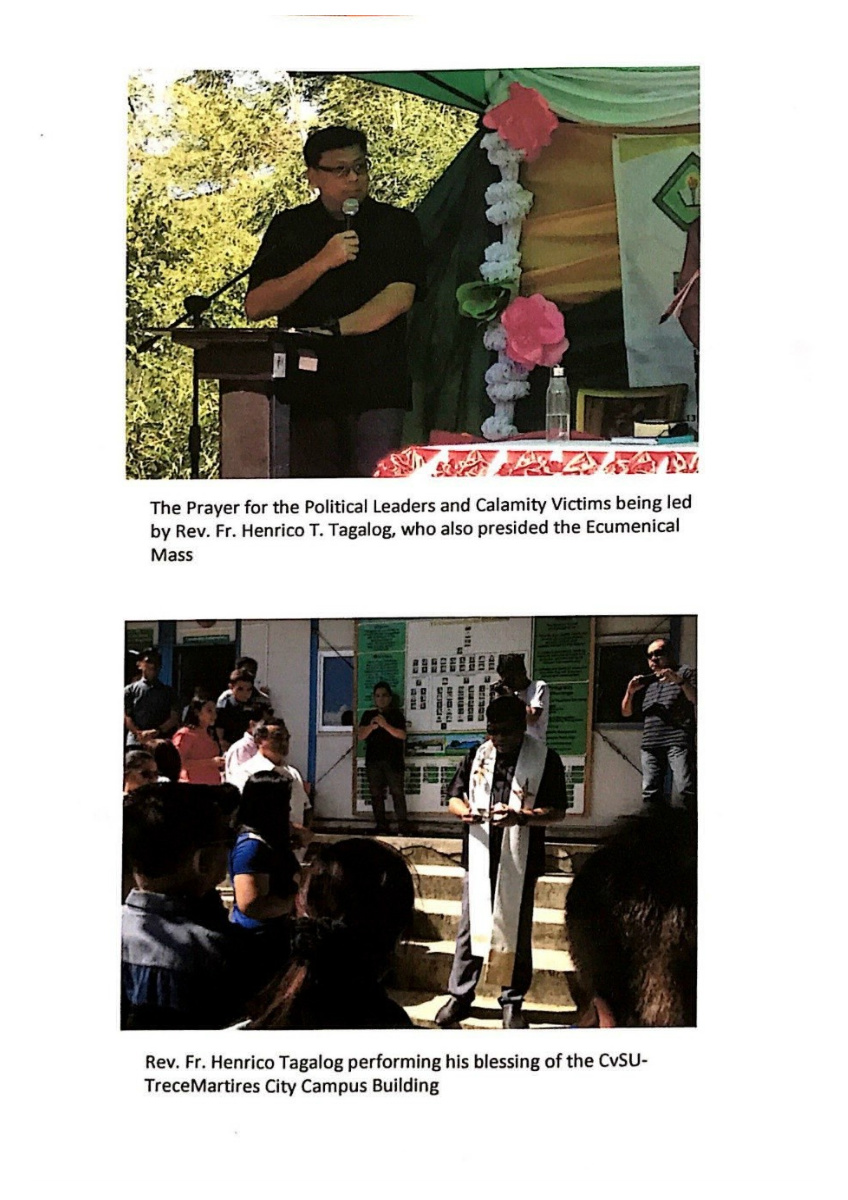 The Prayer for the Political Leaders and Calamity Victims being led
by Rev. Fr. Henrico T. Tagalog, who also presided the Ecumenical
Mass
Rev. Fr. Henrico Tagalog performing his blessing of the CvSU-
TreceMartires City Campus Building